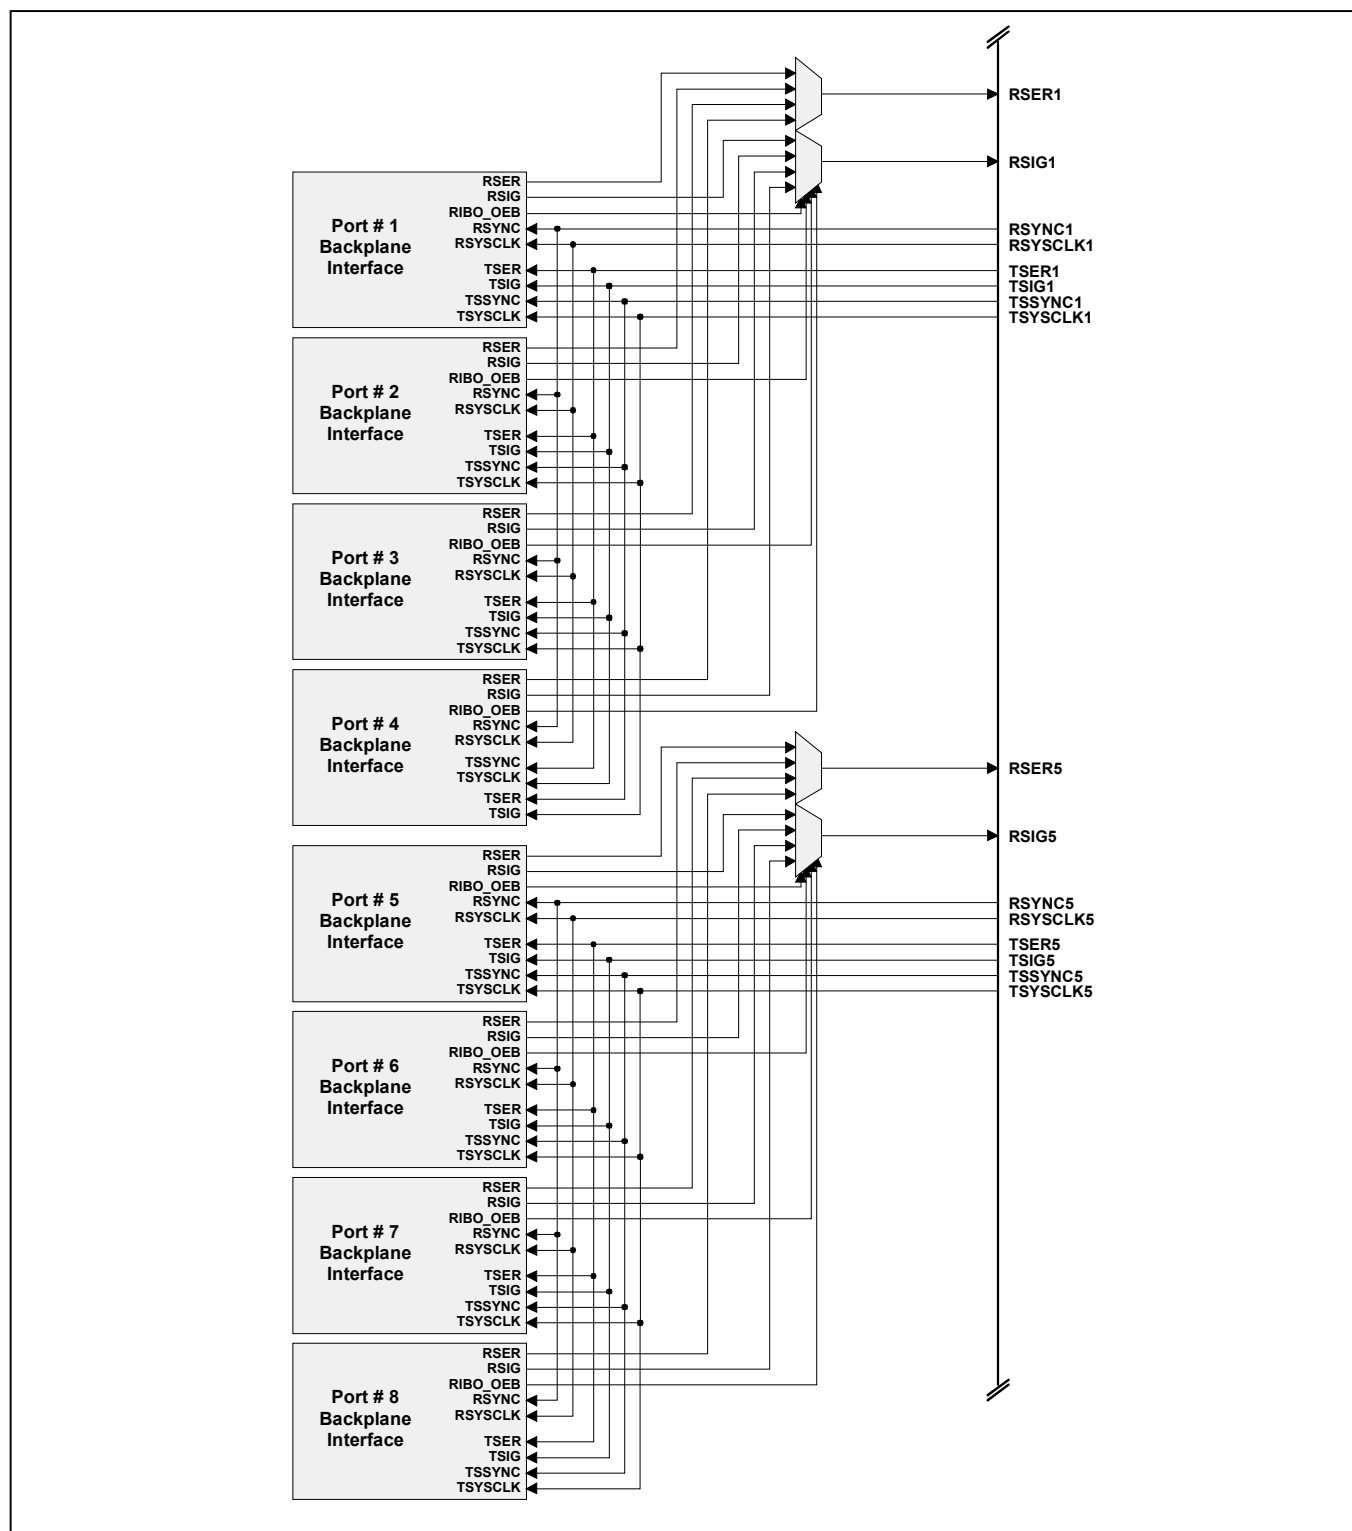 RSER1
RSIG1
Port # 1
Backplane
Interface
RSER
RSIG
RIBO_OEB
RSYNC
RSYSCLK
TSER
TSIG
TSSYNC
TSYSCLK
RSYNC1
RSYSCLK1
TSER1
TSIG1
TSSYNC1
TSYSCLK1
Port # 2
Backplane
Interface
RSER
RSIG
RIBO_OEB
RSYNC
RSYSCLK
TSER
TSIG
TSSYNC
TSYSCLK
Port # 3
Backplane
Interface
RSER
RSIG
RIBO_OEB
RSYNC
RSYSCLK
TSER
TSIG
TSSYNC
TSYSCLK
Port # 4
Backplane
Interface
RSER
RSIG
RIBO_OEB
RSYNC
RSYSCLK
TSSYNC
TSYSCLK
TSER
TSIG
RSER5
RSIG5
Port # 5
Backplane
Interface
RSER
RSIG
RIBO_OEB
RSYNC
RSYSCLK
TSER
TSIG
TSSYNC
TSYSCLK
RSYNC5
RSYSCLK5
TSER5
TSIG5
TSSYNC5
TSYSCLK5
Port # 6
Backplane
Interface
RSER
RSIG
RIBO_OEB
RSYNC
RSYSCLK
TSER
TSIG
TSSYNC
TSYSCLK
Port # 7
Backplane
Interface
RSER
RSIG
RIBO_OEB
RSYNC
RSYSCLK
TSER
TSIG
TSSYNC
TSYSCLK
Port # 8
Backplane
Interface
RSER
RSIG
RIBO_OEB
RSYNC
RSYSCLK
TSER
TSIG
TSSYNC
TSYSCLK